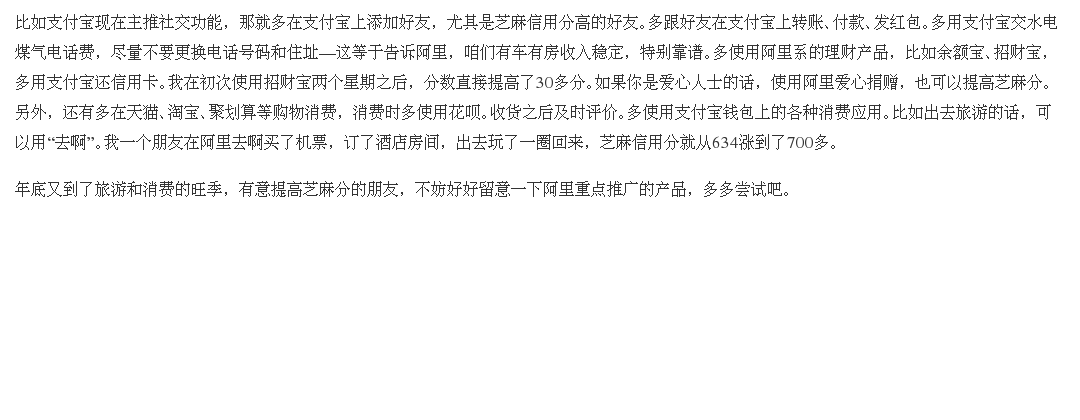 比如支付宝现在主推社交功能，那就多在支付宝上添加好友，尤其是芝麻信用分高的好友。多跟好友在支付宝上转账、付款、发红包。多用支付宝交水电
煤气电话费，尽量不要更换电话号码和住址—这等于告诉阿里，咱们有车有房收入稳定，特别靠谱。多使用阿里系的理财产品，比如余额宝、招财宝，
多用支付宝还信用卡。我在初次使用招财宝两个星期之后，分数直接提高了30多分。如果你是爱心人士的话，使用阿里爱心捐赠，也可以提高芝麻分。
另外，还有多在天猫、淘宝、聚划算等购物消费，消费时多使用花呗。收货之后及时评价。多使用支付宝钱包上的各种消费应用。比如出去旅游的话，可
以用“去啊”。我一个朋友在阿里去啊买了机票，订了酒店房间，出去玩了一圈回来，芝麻信用分就从634涨到了700多。
年底又到了旅游和消费的旺季，有意提高芝麻分的朋友，不妨好好留意一下阿里重点推广的产品，多多尝试吧。